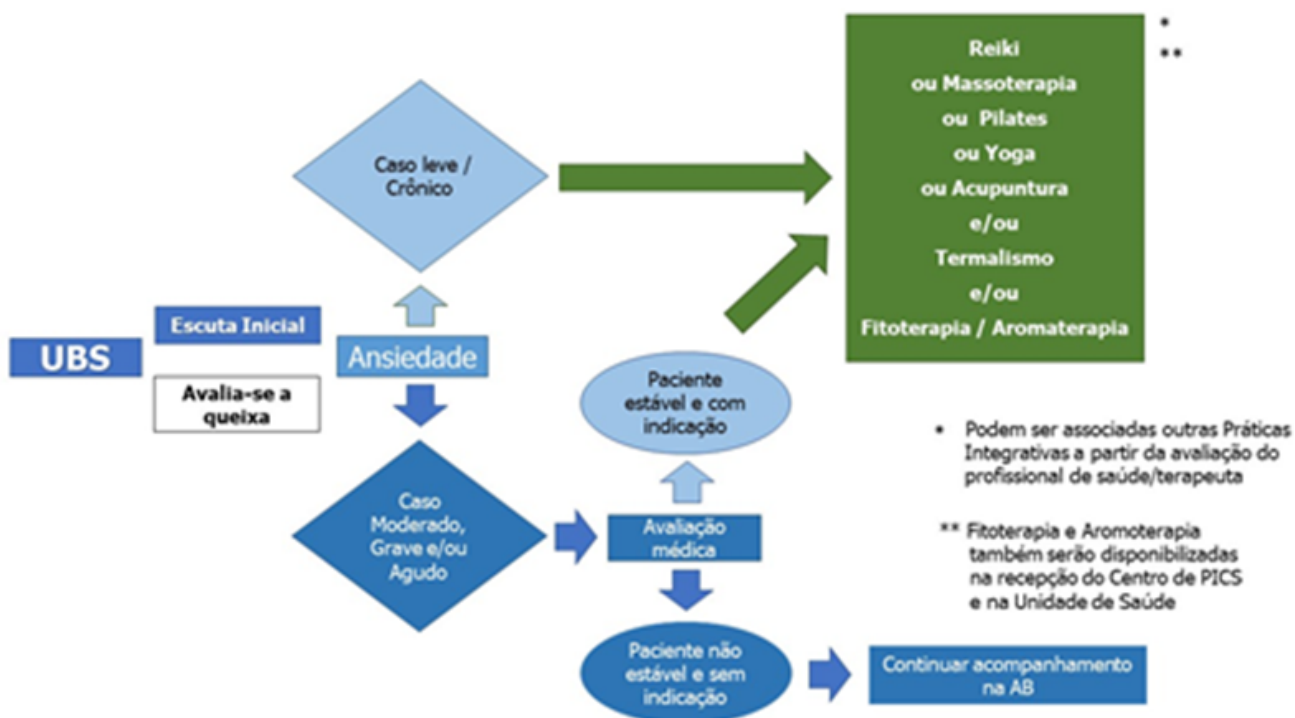 *
**
Reiki
ou Massoterapia
ou Pilates
ou Yoga
ou Acupuntura
e/ou
Termalismo
e/ou
Fitoterapia / Aromaterapia
Caso leve /
Crônico
UBS
Escuta Inicial
Avalia-se a
queixa
Ansiedade
Paciente
estável e com
indicação
Caso
Moderado,
Grave e/ou
Agudo
Avaliação
médica
Paciente não
estável e sem
indicação
Continuar acompanhamento
na AB
* Podem ser associadas outras Práticas
Integrativas a partir da avaliação do
profissional de saúde/terapeuta
** Fitoterapia e Aromoterapia
também serão disponibilizadas
na recepção do Centro de PICS
e na Unidade de Saúde